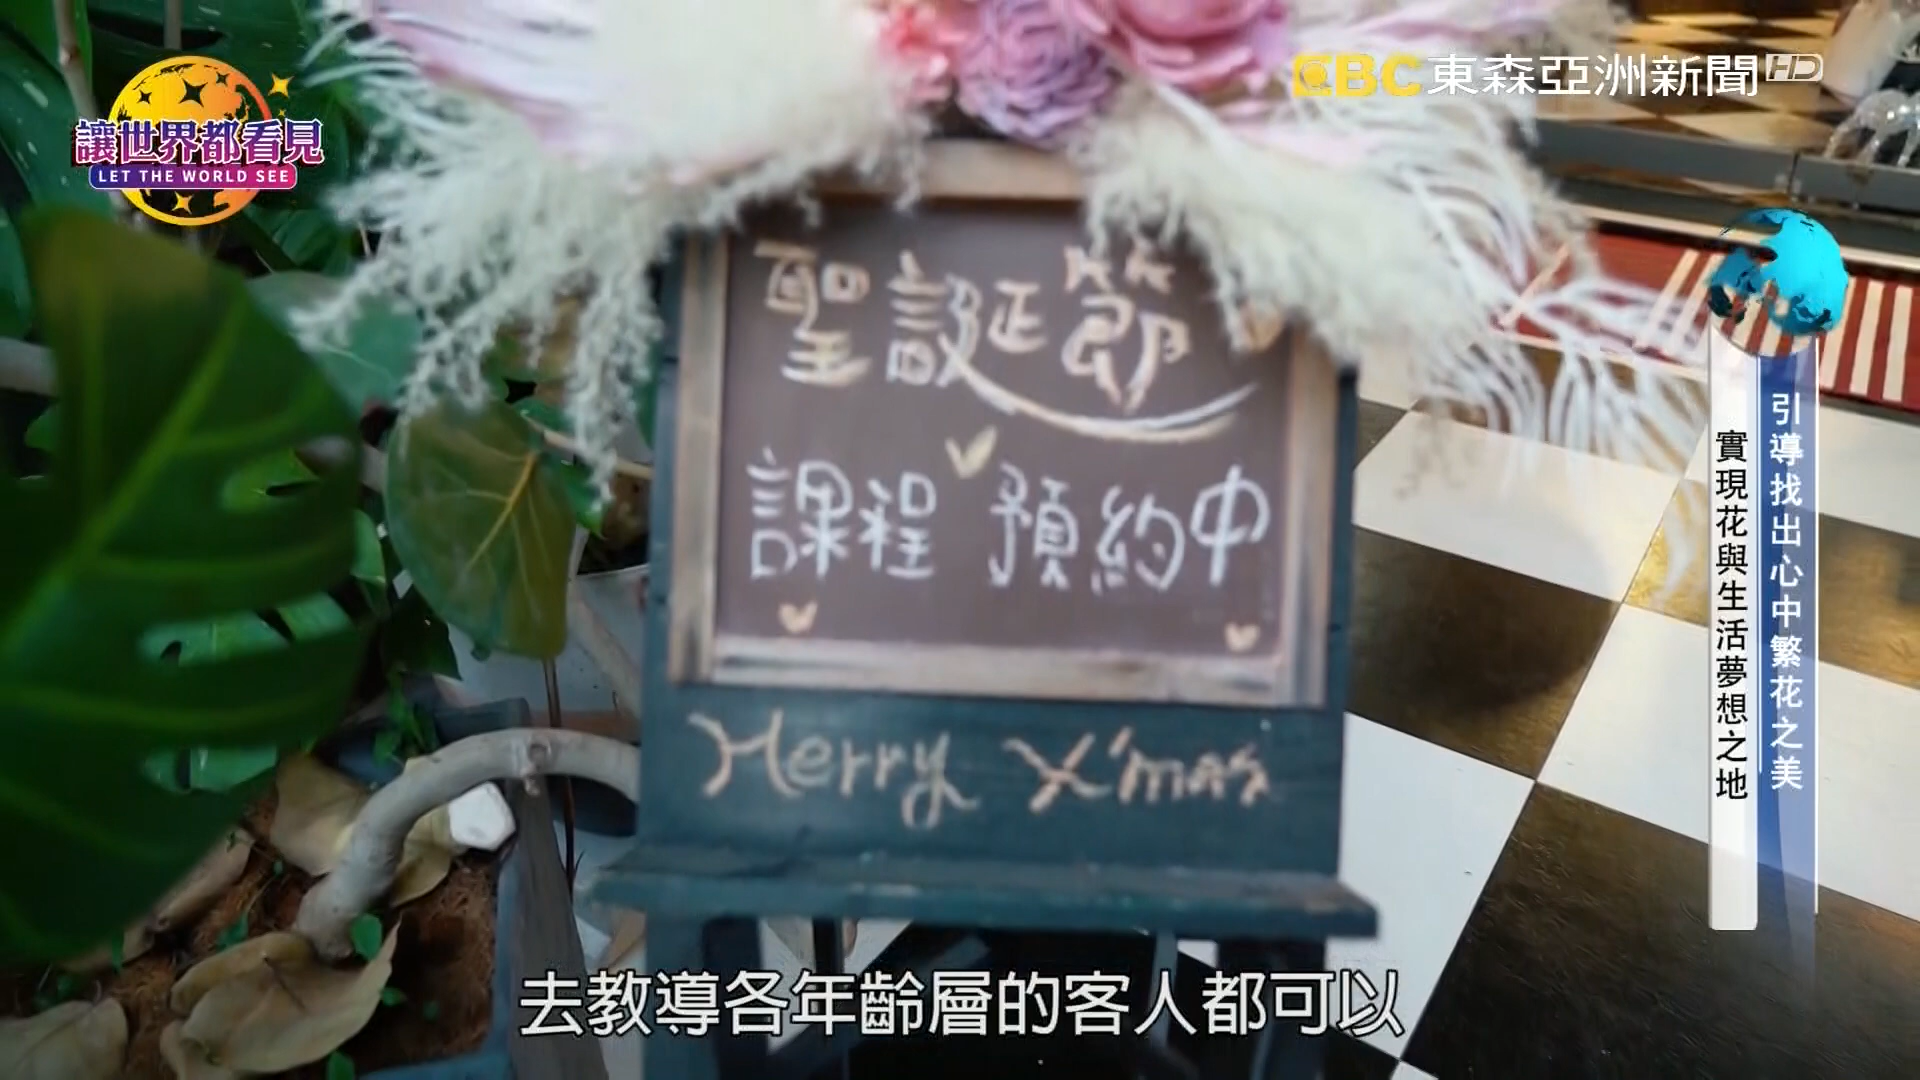 讓世界都看見
LET THE WORLD SEE
EBC東森亞洲新聞HD
聖誕節
課程 預約中
Merry X'mas
引導找出心中繁花之美
實現花與生活夢想之地
去教導各年齡層的客人都可以